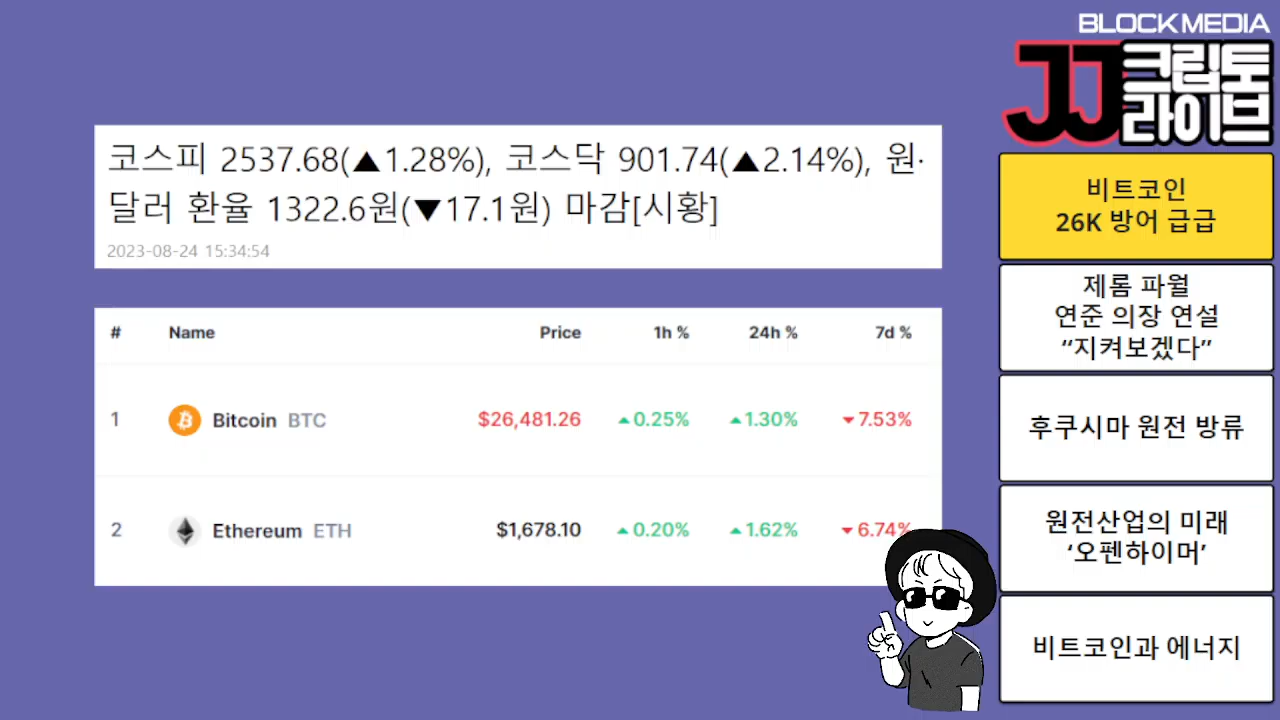 BLOCKMEDIA
JJ 크립토
라이브
코스피 2537.68(▲1.28%), 코스닥 901.74(▲2.14%), 원·
달러 환율 1322.6원(▼17.1원) 마감[시황]
2023-08-24 15:34:54
# Name Price 1h % 24h % 7d %
1 Bitcoin BTC $26,481.26 ▲0.25% ▲1.30% ▼7.53%
2 Ethereum ETH $1,678.10 ▲0.20% ▲1.62% ▼6.74%
비트코인
26K 방어 급급
제롬 파월
연준 의장 연설
“지켜보겠다”
후쿠시마 원전 방류
원전산업의 미래
‘오펜하이머’
비트코인과 에너지